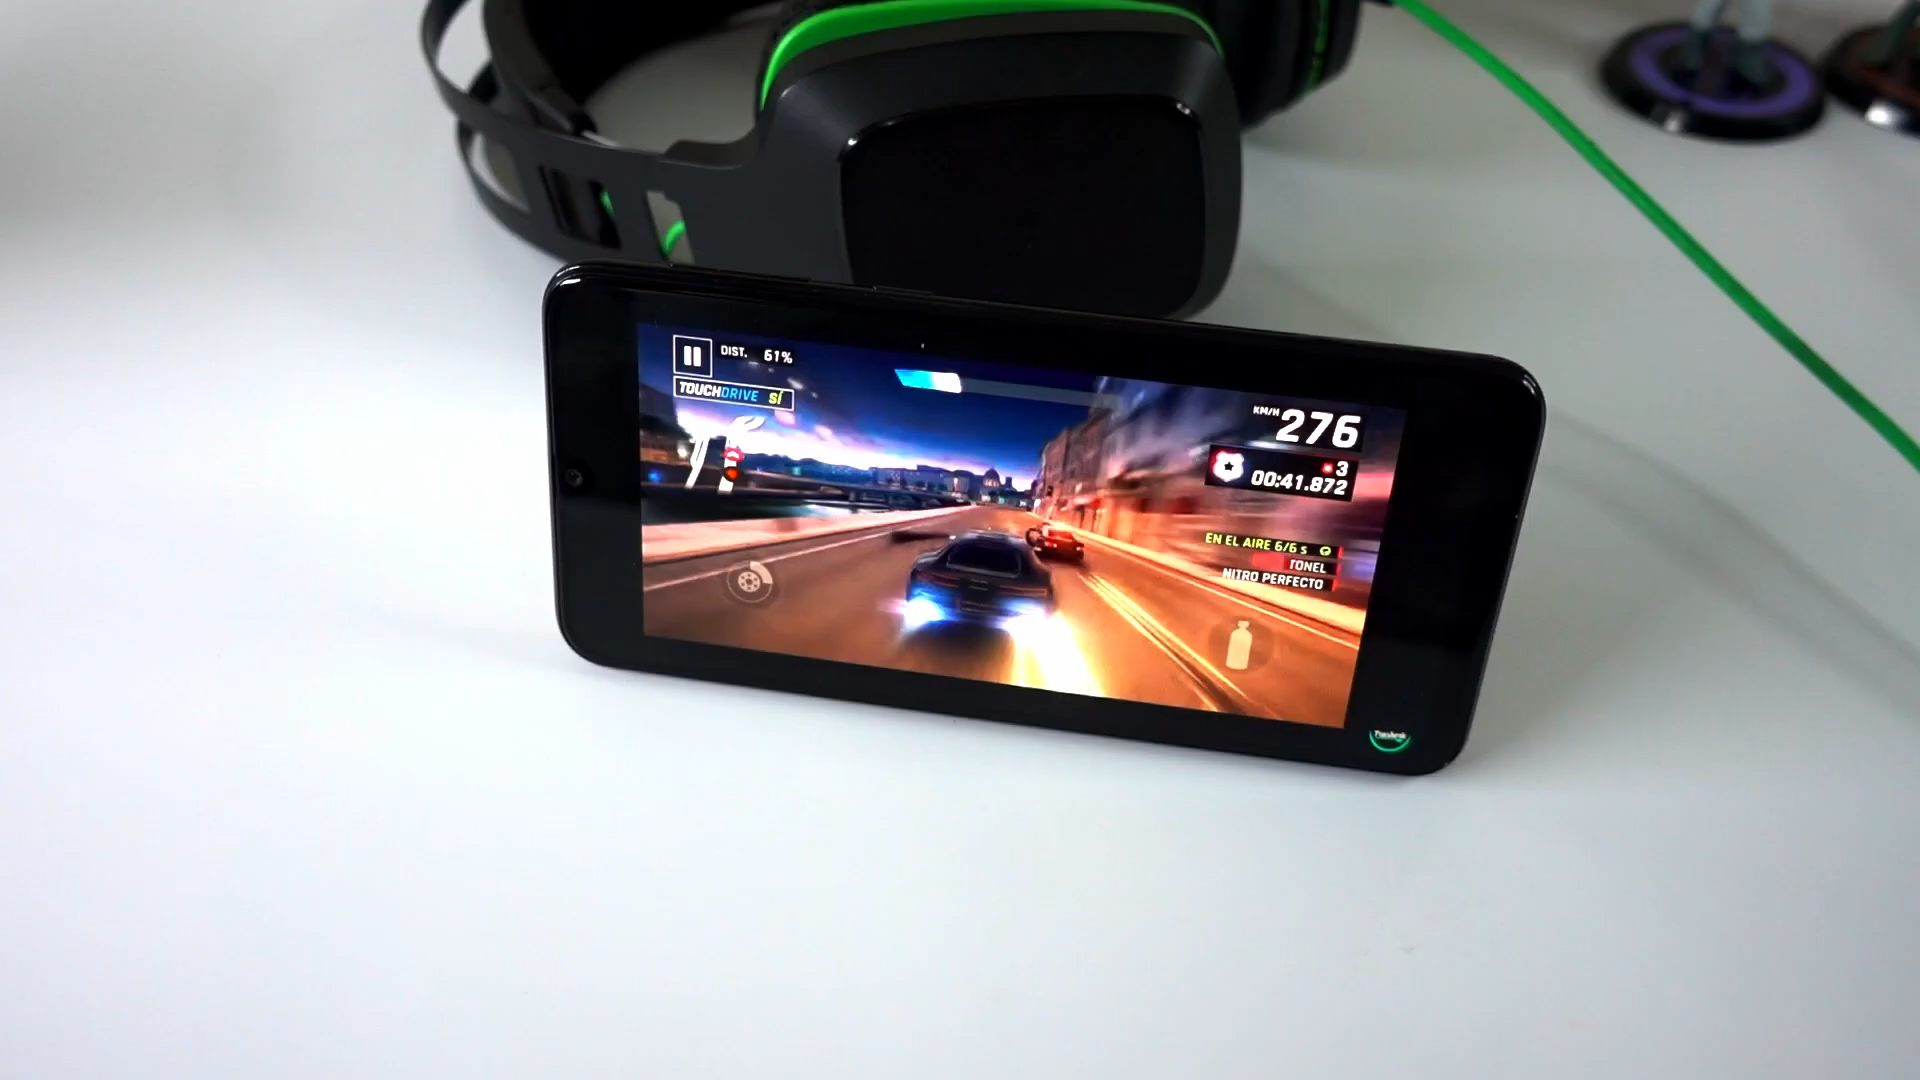 DIST. 61%
TOUCHDRIVE SÍ
KM/H 276
3
00:41.872
EN EL AIRE 6/6 s
TONEL
NITRO PERFECTO